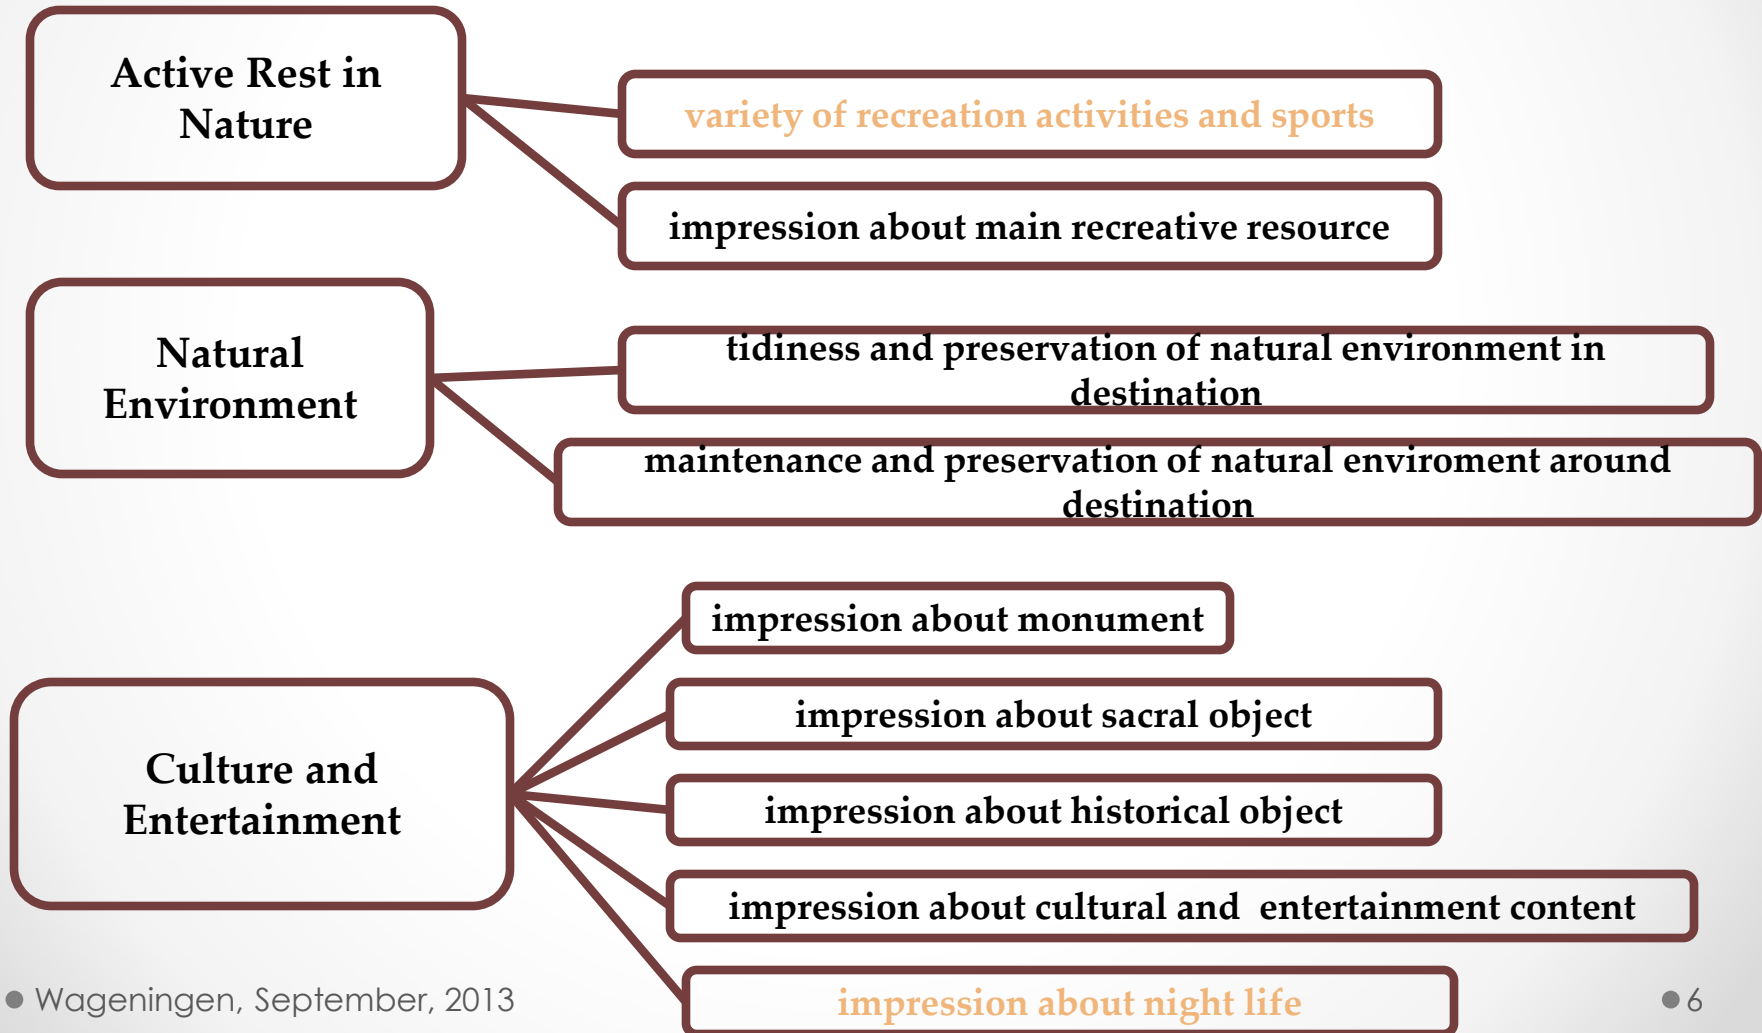 Active Rest in
Nature
variety of recreation activities and sports
impression about main recreative resource
Natural
Environment
tidiness and preservation of natural environment in
destination
maintenance and preservation of natural enviroment around
destination
Culture and
Entertainment
impression about monument
impression about sacral object
impression about historical object
impression about cultural and entertainment content
impression about night life
● Wageningen, September, 2013
●6